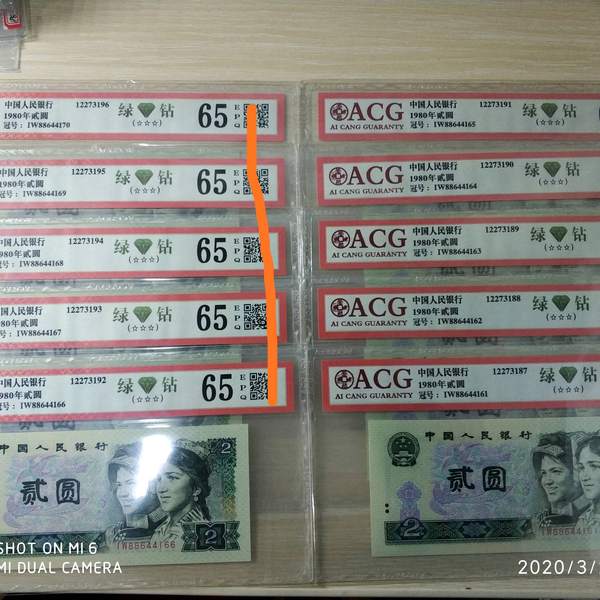 中国人民银行 12273196
1980年贰圆
冠号：IW88644170
绿 钻
(☆☆☆)
65 EPQ
中国人民银行 12273195
1980年贰圆
冠号：IW88644169
绿 钻
(☆☆☆)
65 EPQ
中国人民银行 12273194
1980年贰圆
冠号：IW88644168
绿 钻
(☆☆☆)
65 EPQ
中国人民银行 12273193
1980年贰圆
冠号：IW88644167
绿 钻
(☆☆☆)
65 EPQ
中国人民银行 12273192
1980年贰圆
冠号：IW88644166
绿 钻
(☆☆☆)
65 EPQ
中国人民银行
贰圆
2
IW88644166
2
ACG
AI CANG GUARANTY
中国人民银行 12273191
1980年贰圆
冠号：IW88644165
绿 钻
(☆☆☆)
ACG
AI CANG GUARANTY
中国人民银行 12273190
1980年贰圆
冠号：IW88644164
绿 钻
(☆☆☆)
ACG
AI CANG GUARANTY
中国人民银行 12273189
1980年贰圆
冠号：IW88644163
绿 钻
(☆☆☆)
ACG
AI CANG GUARANTY
中国人民银行 12273188
1980年贰圆
冠号：IW88644162
绿 钻
(☆☆☆)
ACG
AI CANG GUARANTY
中国人民银行 12273187
1980年贰圆
冠号：IW88644161
绿 钻
(☆☆☆)
中国人民银行
贰圆
2
IW88644161
SHOT ON MI 6
MI DUAL CAMERA
2020/3/